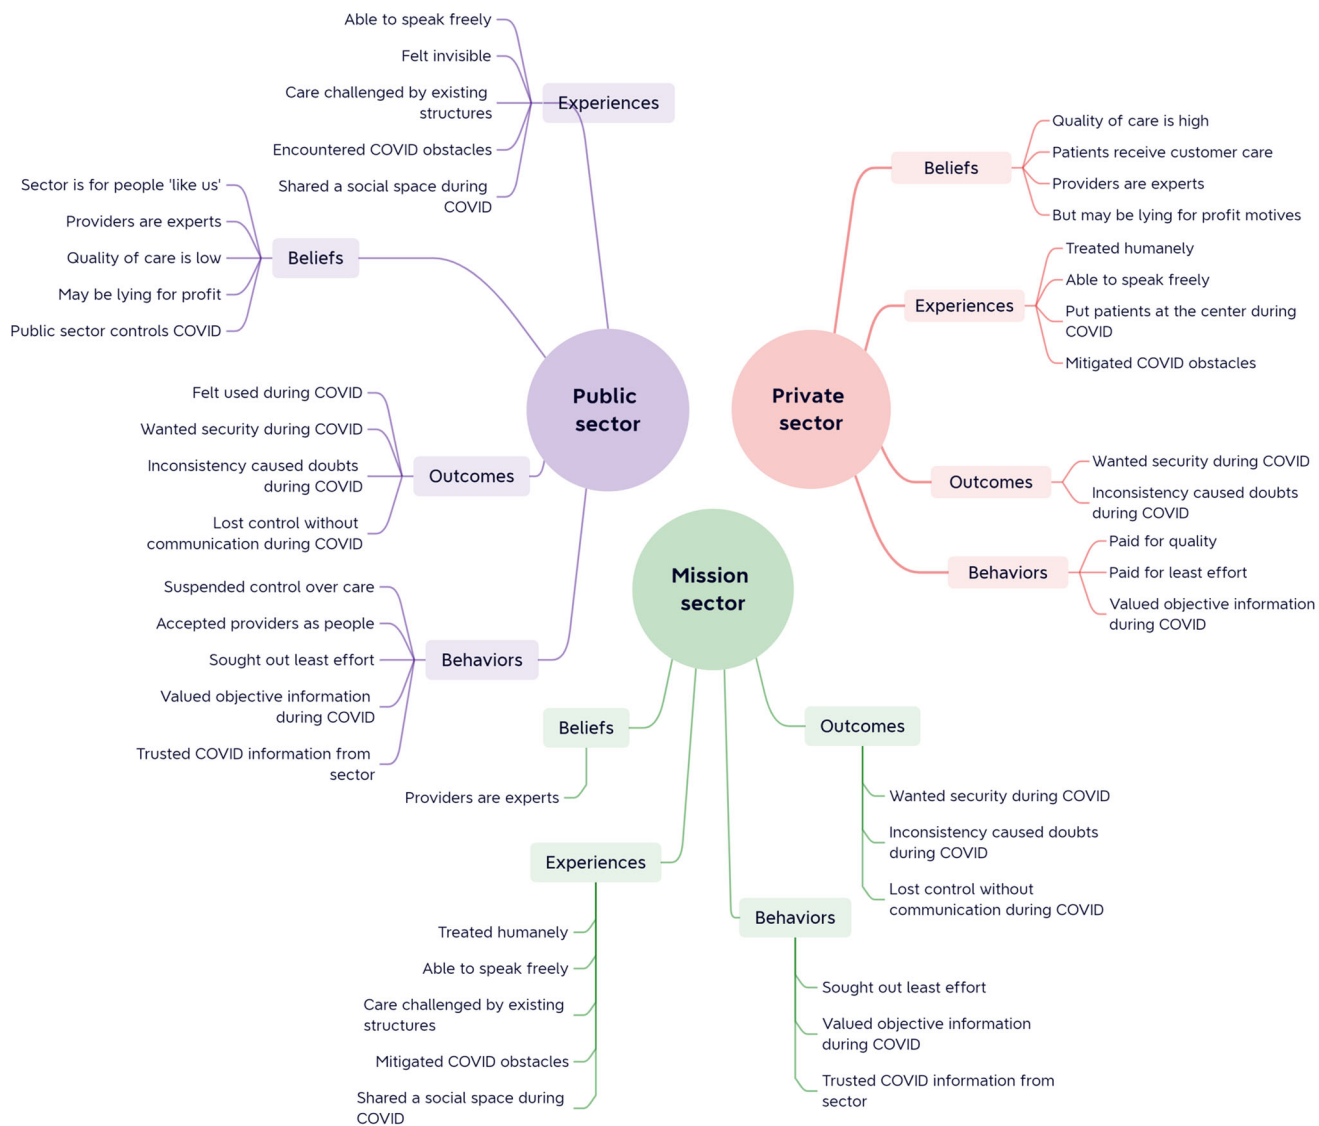 Able to speak freely
Felt invisible
Care challenged by existing
structures
Encountered COVID obstacles
Shared a social space during
COVID
Experiences
Sector is for people 'like us'
Providers are experts
Quality of care is low
May be lying for profit
Public sector controls COVID
Beliefs
Felt used during COVID
Wanted security during COVID
Inconsistency caused doubts
during COVID
Lost control without
communication during COVID
Outcomes
Suspended control over care
Accepted providers as people
Sought out least effort
Valued objective information
during COVID
Trusted COVID information from
sector
Behaviors
Public
sector
Private
sector
Beliefs
Quality of care is high
Patients receive customer care
Providers are experts
But may be lying for profit motives
Experiences
Treated humanely
Able to speak freely
Put patients at the center during
COVID
Mitigated COVID obstacles
Outcomes
Wanted security during COVID
Inconsistency caused doubts
during COVID
Behaviors
Paid for quality
Paid for least effort
Valued objective information
during COVID
Mission
sector
Beliefs
Providers are experts
Experiences
Treated humanely
Able to speak freely
Care challenged by existing
structures
Mitigated COVID obstacles
Shared a social space during
COVID
Outcomes
Wanted security during COVID
Inconsistency caused doubts
during COVID
Lost control without
communication during COVID
Behaviors
Sought out least effort
Valued objective information
during COVID
Trusted COVID information from
sector